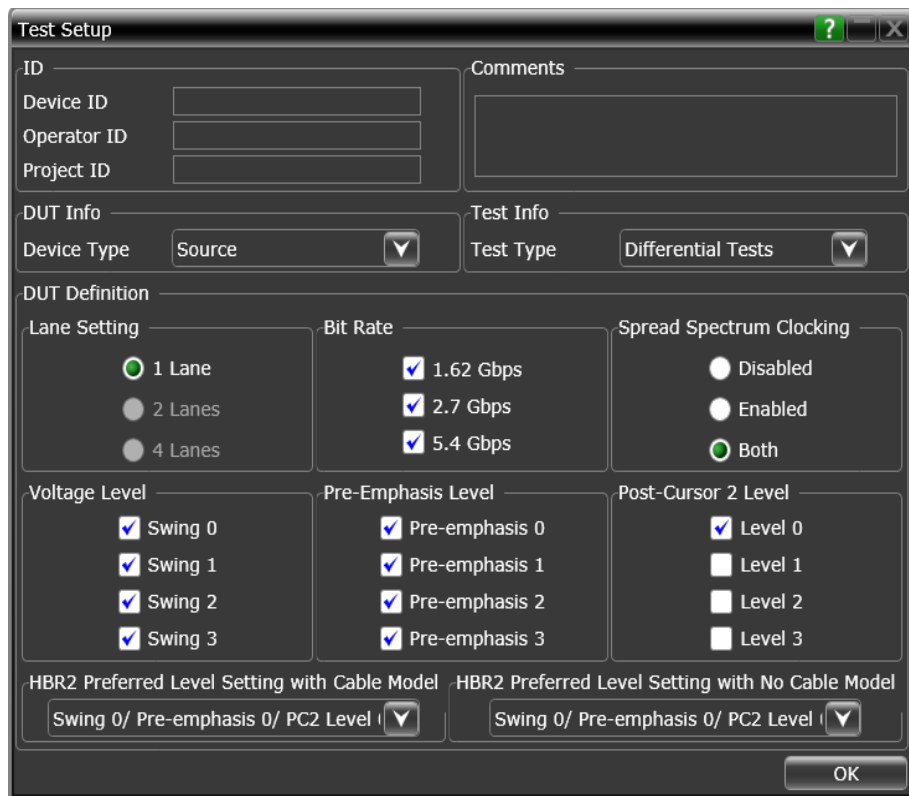 Test Setup
?
X
ID
Comments
Device ID
Operator ID
Project ID
DUT Info
Test Info
Device Type Source
Test Type Differential Tests
DUT Definition
Lane Setting
Bit Rate
Spread Spectrum Clocking
1 Lane
1.62 Gbps
Disabled
2 Lanes
2.7 Gbps
Enabled
4 Lanes
5.4 Gbps
Both
Voltage Level
Pre-Emphasis Level
Post-Cursor 2 Level
Swing 0
Pre-emphasis 0
Level 0
Swing 1
Pre-emphasis 1
Level 1
Swing 2
Pre-emphasis 2
Level 2
Swing 3
Pre-emphasis 3
Level 3
HBR2 Preferred Level Setting with Cable Model
HBR2 Preferred Level Setting with No Cable Model
Swing 0/ Pre-emphasis 0/ PC2 Level
Swing 0/ Pre-emphasis 0/ PC2 Level
OK